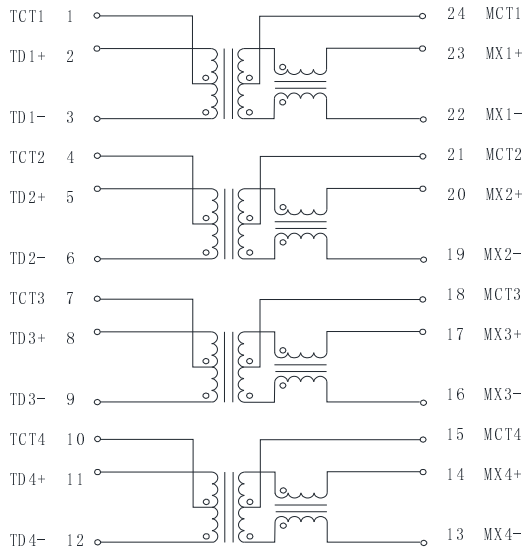 TCT1 1 24 MCT1
TD1+ 2 23 MX1+
TD1- 3 22 MX1-
TCT2 4 21 MCT2
TD2+ 5 20 MX2+
TD2- 6 19 MX2-
TCT3 7 18 MCT3
TD3+ 8 17 MX3+
TD3- 9 16 MX3-
TCT4 10 15 MCT4
TD4+ 11 14 MX4+
TD4- 12 13 MX4-